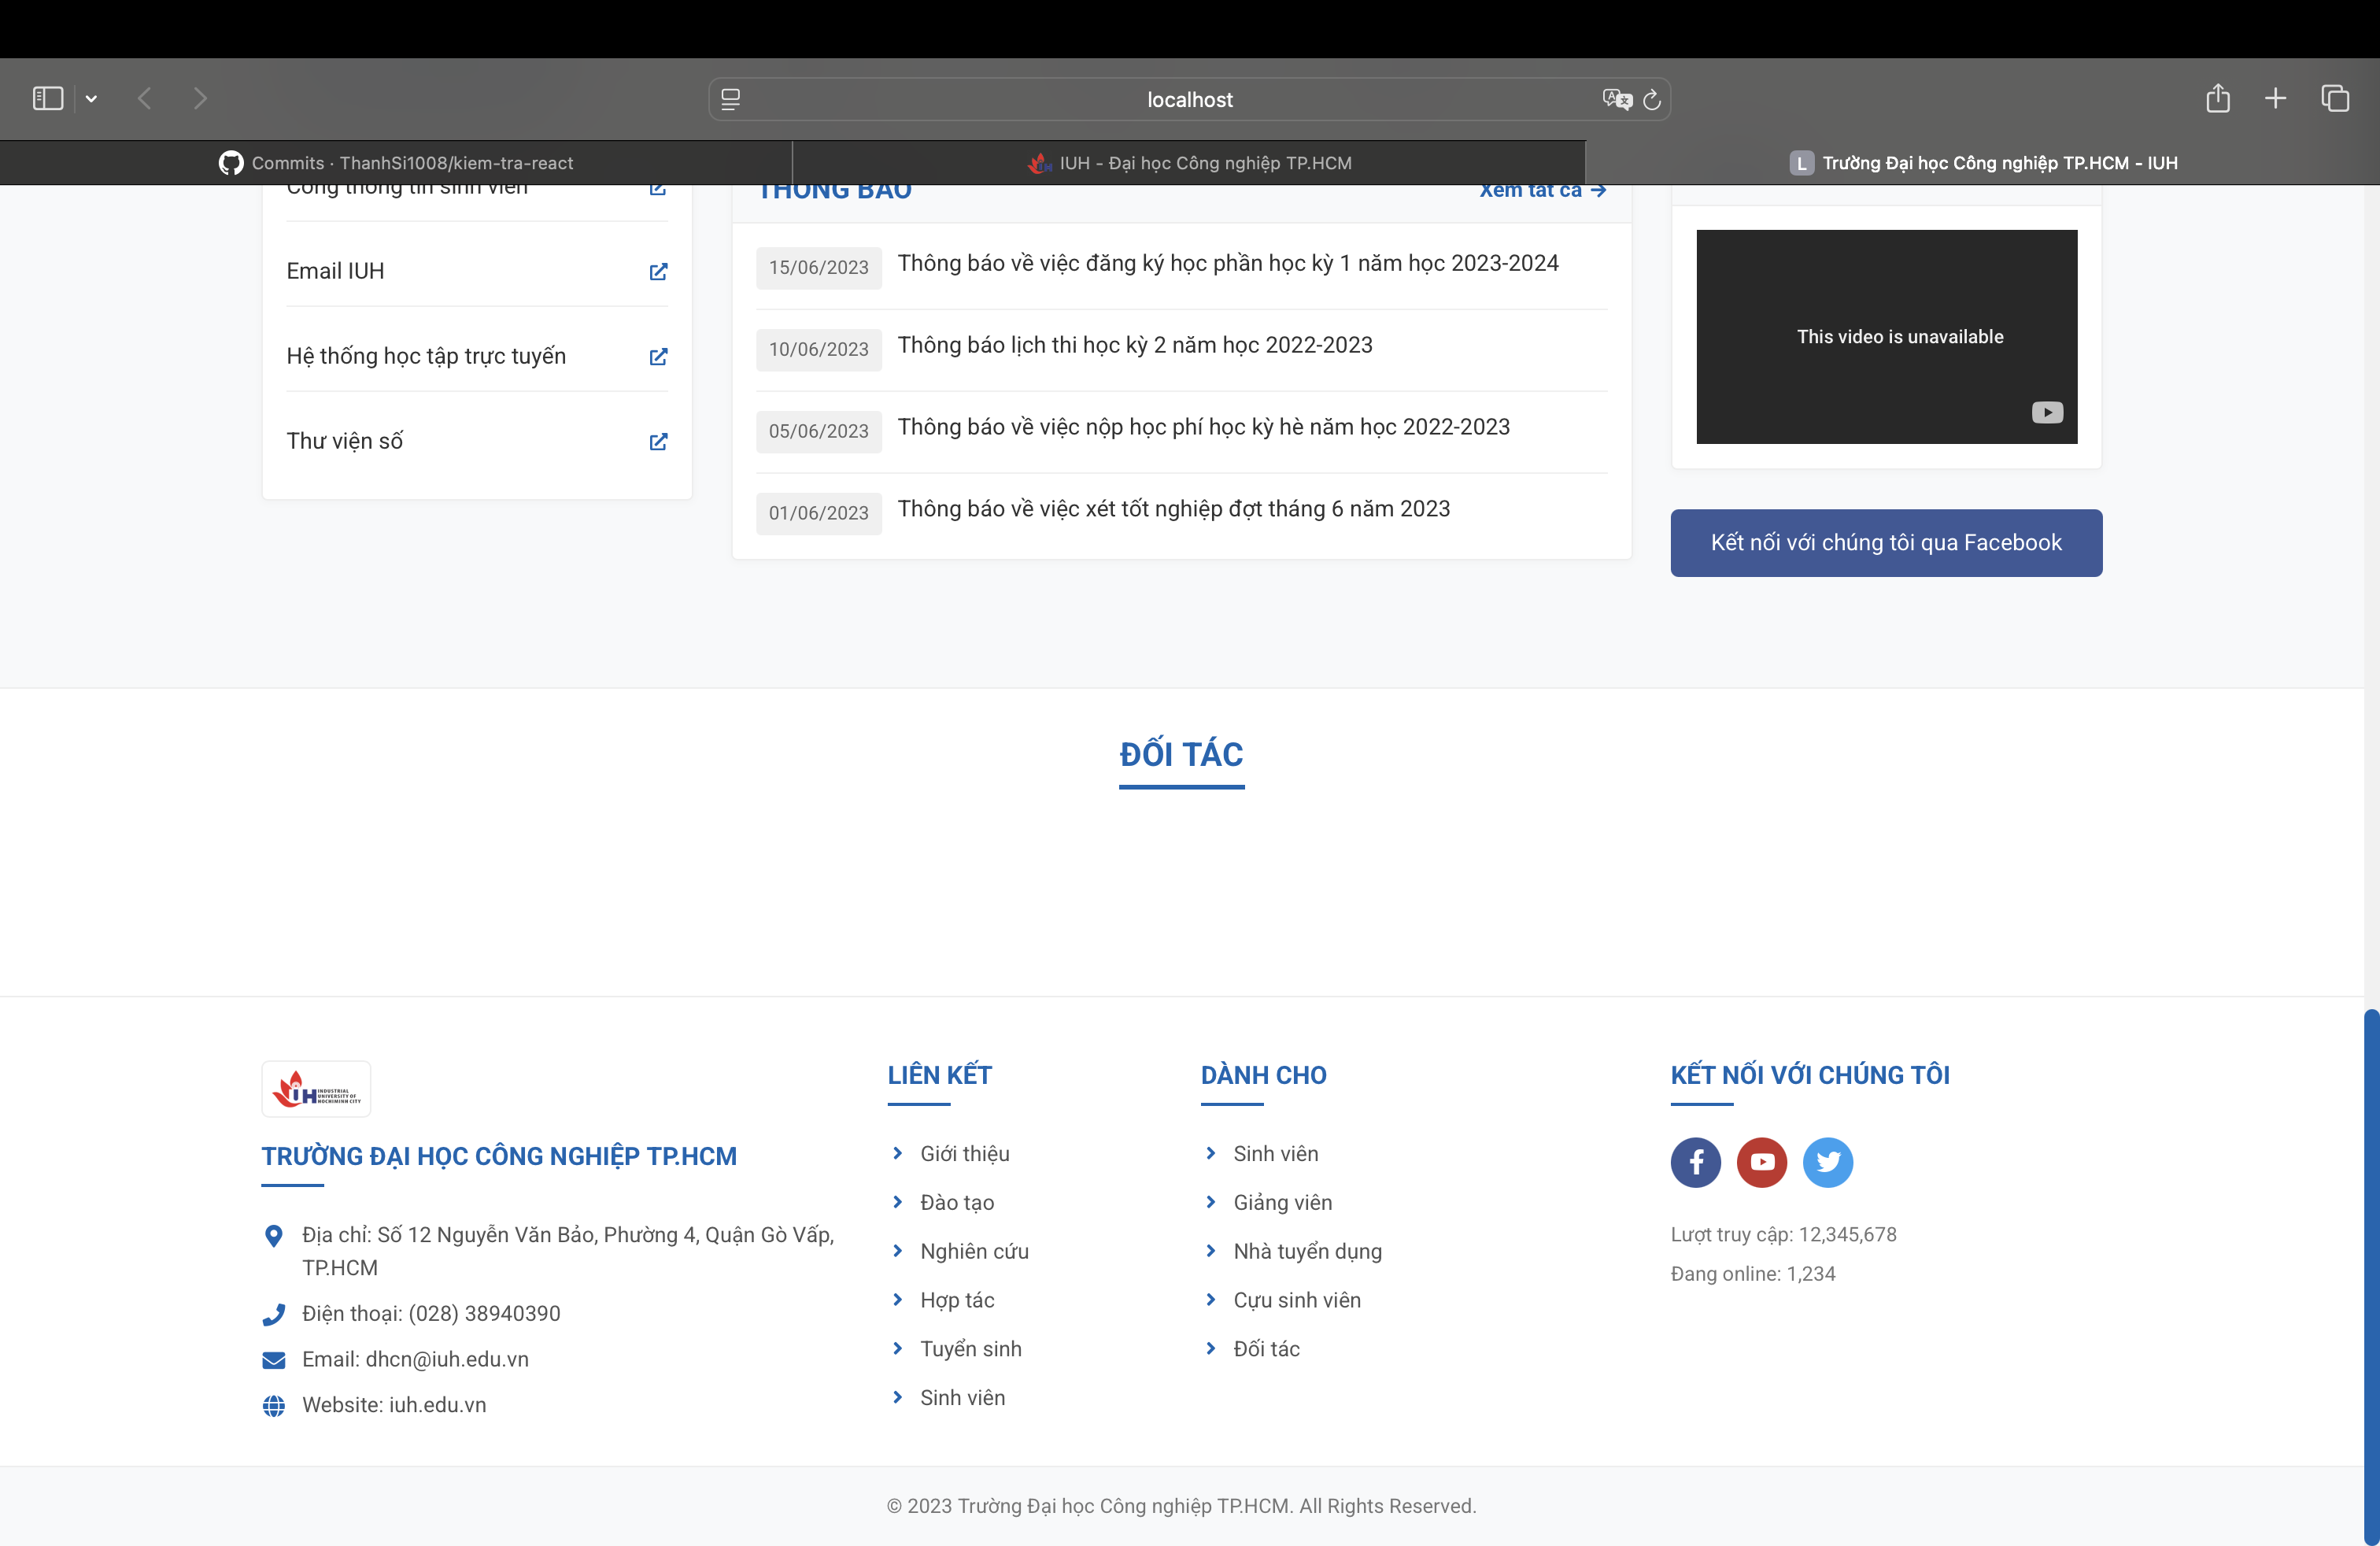 localhost
Commits · ThanhSi1008/kiem-tra-react
IUH - Đại học Công nghiệp TP.HCM
L Trường Đại học Công nghiệp TP.HCM - IUH
Cổng thông tin sinh viên
THÔNG BÁO
Xem tất cả
Email IUH
Hệ thống học tập trực tuyến
Thư viện số
15/06/2023 Thông báo về việc đăng ký học phần học kỳ 1 năm học 2023-2024
10/06/2023 Thông báo lịch thi học kỳ 2 năm học 2022-2023
05/06/2023 Thông báo về việc nộp học phí học kỳ hè năm học 2022-2023
01/06/2023 Thông báo về việc xét tốt nghiệp đợt tháng 6 năm 2023
This video is unavailable
Kết nối với chúng tôi qua Facebook
ĐỐI TÁC
IUH INDUSTRIAL
UNIVERSITY OF
HOCHIMINH CITY
TRƯỜNG ĐẠI HỌC CÔNG NGHIỆP TP.HCM
Địa chỉ: Số 12 Nguyễn Văn Bảo, Phường 4, Quận Gò Vấp,
TP.HCM
Điện thoại: (028) 38940390
Email: dhcn@iuh.edu.vn
Website: iuh.edu.vn
LIÊN KẾT
Giới thiệu
Đào tạo
Nghiên cứu
Hợp tác
Tuyển sinh
Sinh viên
DÀNH CHO
Sinh viên
Giảng viên
Nhà tuyển dụng
Cựu sinh viên
Đối tác
KẾT NỐI VỚI CHÚNG TÔI
Lượt truy cập: 12,345,678
Đang online: 1,234
© 2023 Trường Đại học Công nghiệp TP.HCM. All Rights Reserved.